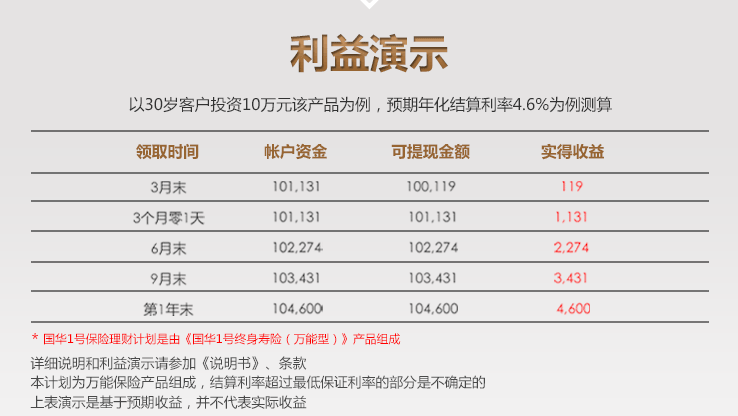 利益演示
以30岁客户投资10万元该产品为例，预期年化结算利率4.6%为例测算
领取时间 帐户资金 可提现金额 实得收益
3月末 101,131 100,119 119
3个月零1天 101,131 101,131 1,131
6月末 102,274 102,274 2,274
9月末 103,431 103,431 3,431
第1年末 104,600 104,600 4,600
* 国华1号保险理财计划是由《国华1号终身寿险（万能型）》产品组成
详细说明和利益演示请参加《说明书》、条款
本计划为万能保险产品组成，结算利率超过最低保证利率的部分是不确定的
上表演示是基于预期收益，并不代表实际收益